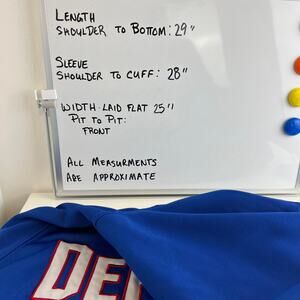 LENGTH
SHOULDER TO BOTTOM: 29"
SLEEVE
SHOULDER TO CUFF: 28"
WIDTH LAID FLAT 25"
PIT TO PIT:
FRONT
ALL MEASURMENTS
ARE APPROXIMATE
DE